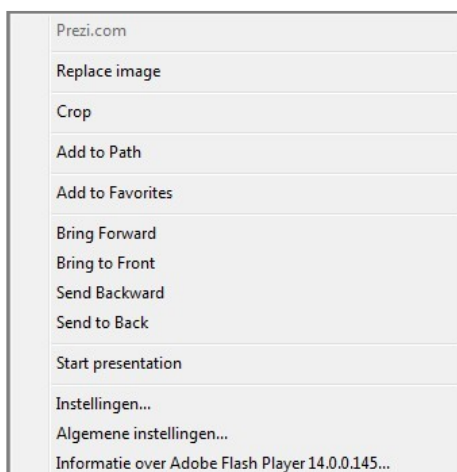 Prezi.com
Replace image
Crop
Add to Path
Add to Favorites
Bring Forward
Bring to Front
Send Backward
Send to Back
Start presentation
Instellingen...
Algemene instellingen...
Informatie over Adobe Flash Player 14.0.0.145...